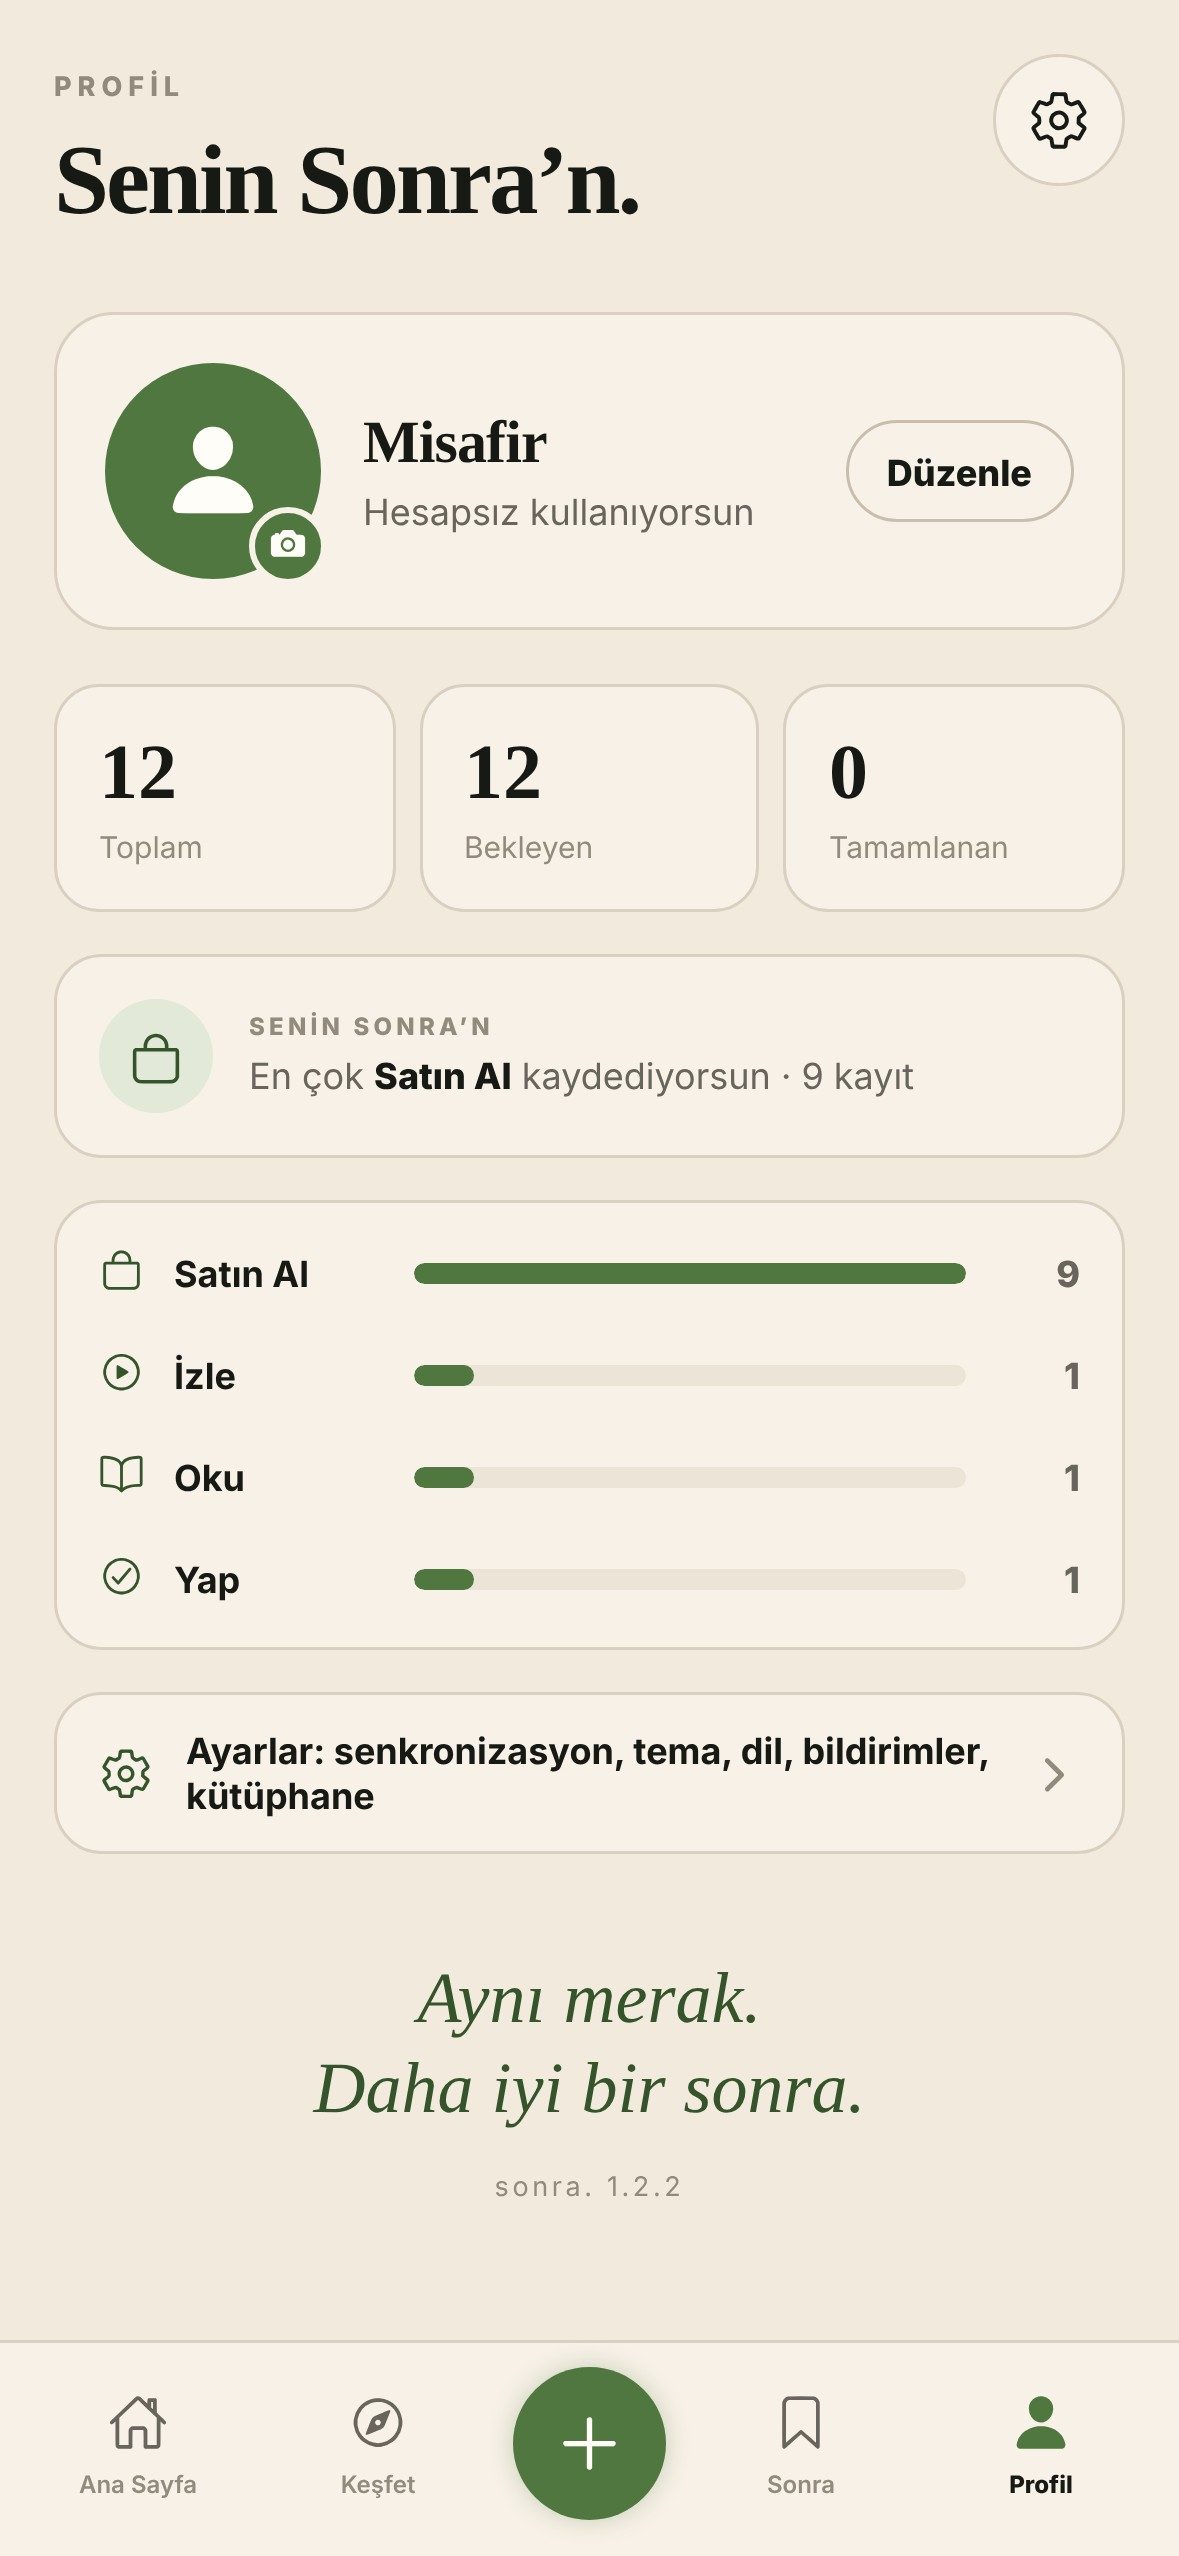 PROFİL
Senin Sonra’n.
Misafir
Hesapsız kullanıyorsun
Düzenle
12
Toplam
12
Bekleyen
0
Tamamlanan
SENİN SONRA’N
En çok Satın Al kaydediyorsun · 9 kayıt
Satın Al 9
İzle 1
Oku 1
Yap 1
Ayarlar: senkronizasyon, tema, dil, bildirimler,
kütüphane
Aynı merak.
Daha iyi bir sonra.
sonra. 1.2.2
Ana Sayfa
Keşfet
Sonra
Profil